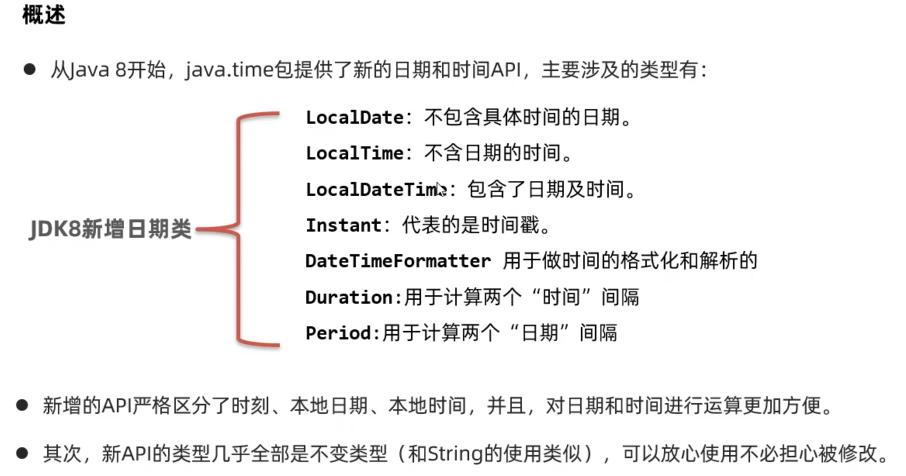 概述
● 从Java 8开始，java.time包提供了新的日期和时间API，主要涉及的类型有：
LocalDate：不包含具体时间的日期。
LocalTime：不含日期的时间。
LocalDateTime：包含了日期及时间。
JDK8新增日期类
Instant：代表的是时间戳。
DateTimeFormatter 用于做时间的格式化和解析的
Duration:用于计算两个“时间”间隔
Period:用于计算两个“日期”间隔
● 新增的API严格区分了时刻、本地日期、本地时间，并且，对日期和时间进行运算更加方便。
● 其次，新API的类型几乎全部是不变类型（和String的使用类似），可以放心使用不必担心被修改。